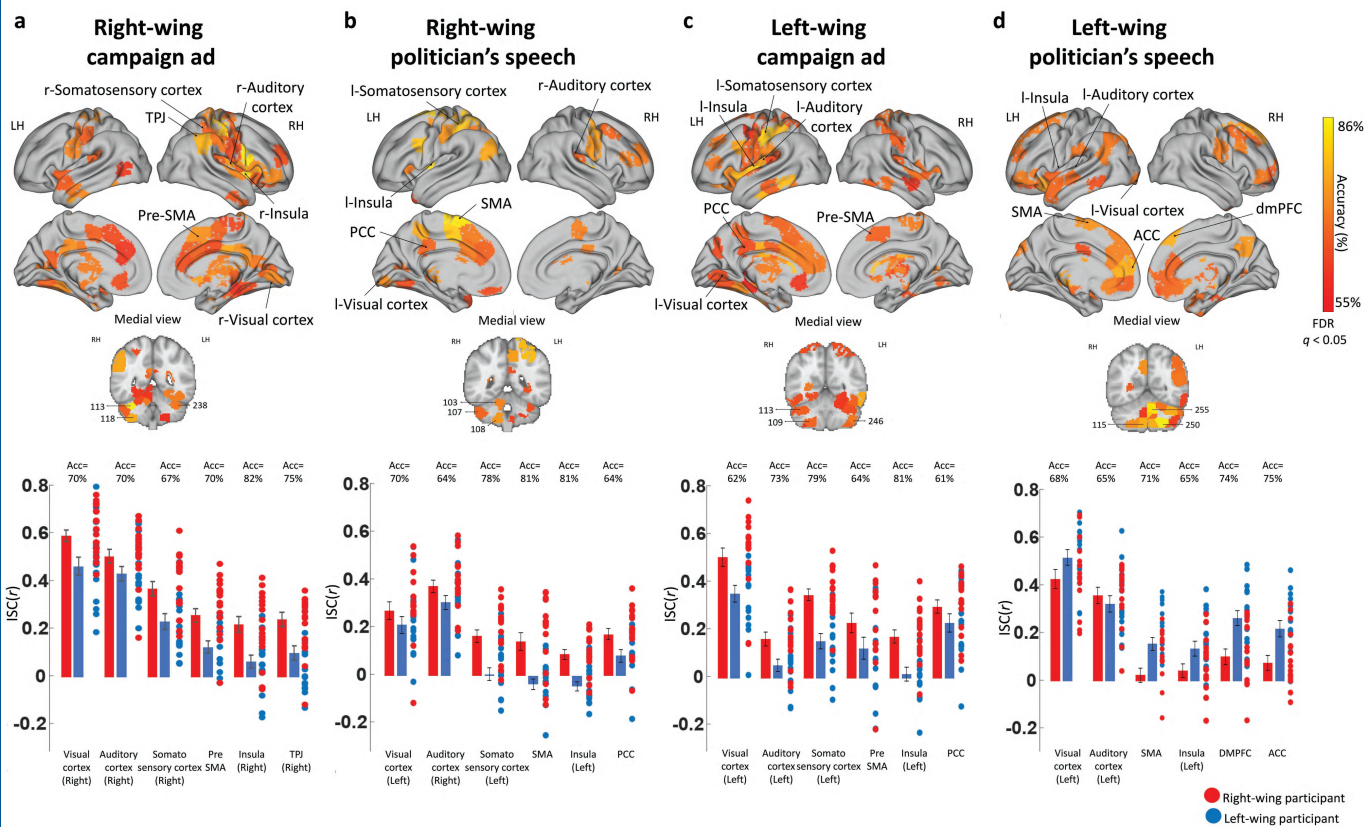 a
Right-wing
campaign ad
r-Somatosensory cortex
r-Auditory
cortex
TPJ
LH
RH
Pre-SMA
r-Insula
r-Visual cortex
Medial view
RH
LH
113
118
238
b
Right-wing
politician's speech
l-Somatosensory cortex
r-Auditory cortex
LH
RH
l-Insula
SMA
PCC
l-Visual cortex
Medial view
RH
LH
103
107
108
c
Left-wing
campaign ad
l-Somatosensory cortex
l-Insula
l-Auditory
cortex
LH
RH
PCC
Pre-SMA
l-Visual cortex
Medial view
RH
LH
113
109
246
d
Left-wing
politician's speech
l-Insula
l-Auditory cortex
LH
RH
SMA
l-Visual cortex
dmPFC
ACC
Medial view
RH
LH
115
255
250
86%
Accuracy (%)
55%
FDR
q < 0.05
Acc= Acc= Acc= Acc= Acc= Acc=
70% 70% 67% 70% 82% 75%
0.8
0.6
0.4
0.2
0
-0.2
ISC(r)
Visual Auditory Somato Pre Insula TPJ
cortex cortex sensory cortex SMA (Right) (Right)
(Right) (Right) (Right)
Acc= Acc= Acc= Acc= Acc= Acc=
70% 64% 78% 81% 81% 64%
0.8
0.6
0.4
0.2
0
-0.2
ISC(r)
Visual Auditory Somato SMA Insula PCC
cortex cortex sensory cortex (Left)
(Left) (Right) (Left)
Acc= Acc= Acc= Acc= Acc= Acc=
62% 73% 79% 64% 81% 61%
0.8
0.6
0.4
0.2
0
-0.2
ISC(r)
Visual Auditory Somato Pre Insula PCC
cortex cortex sensory cortex SMA (Left)
(Left) (Left) (Left)
Acc= Acc= Acc= Acc= Acc= Acc=
68% 65% 71% 65% 74% 75%
0.8
0.6
0.4
0.2
0
-0.2
ISC(r)
Visual Auditory SMA Insula DMPFC ACC
cortex cortex (Left)
(Left) (Left)
Right-wing participant
Left-wing participant